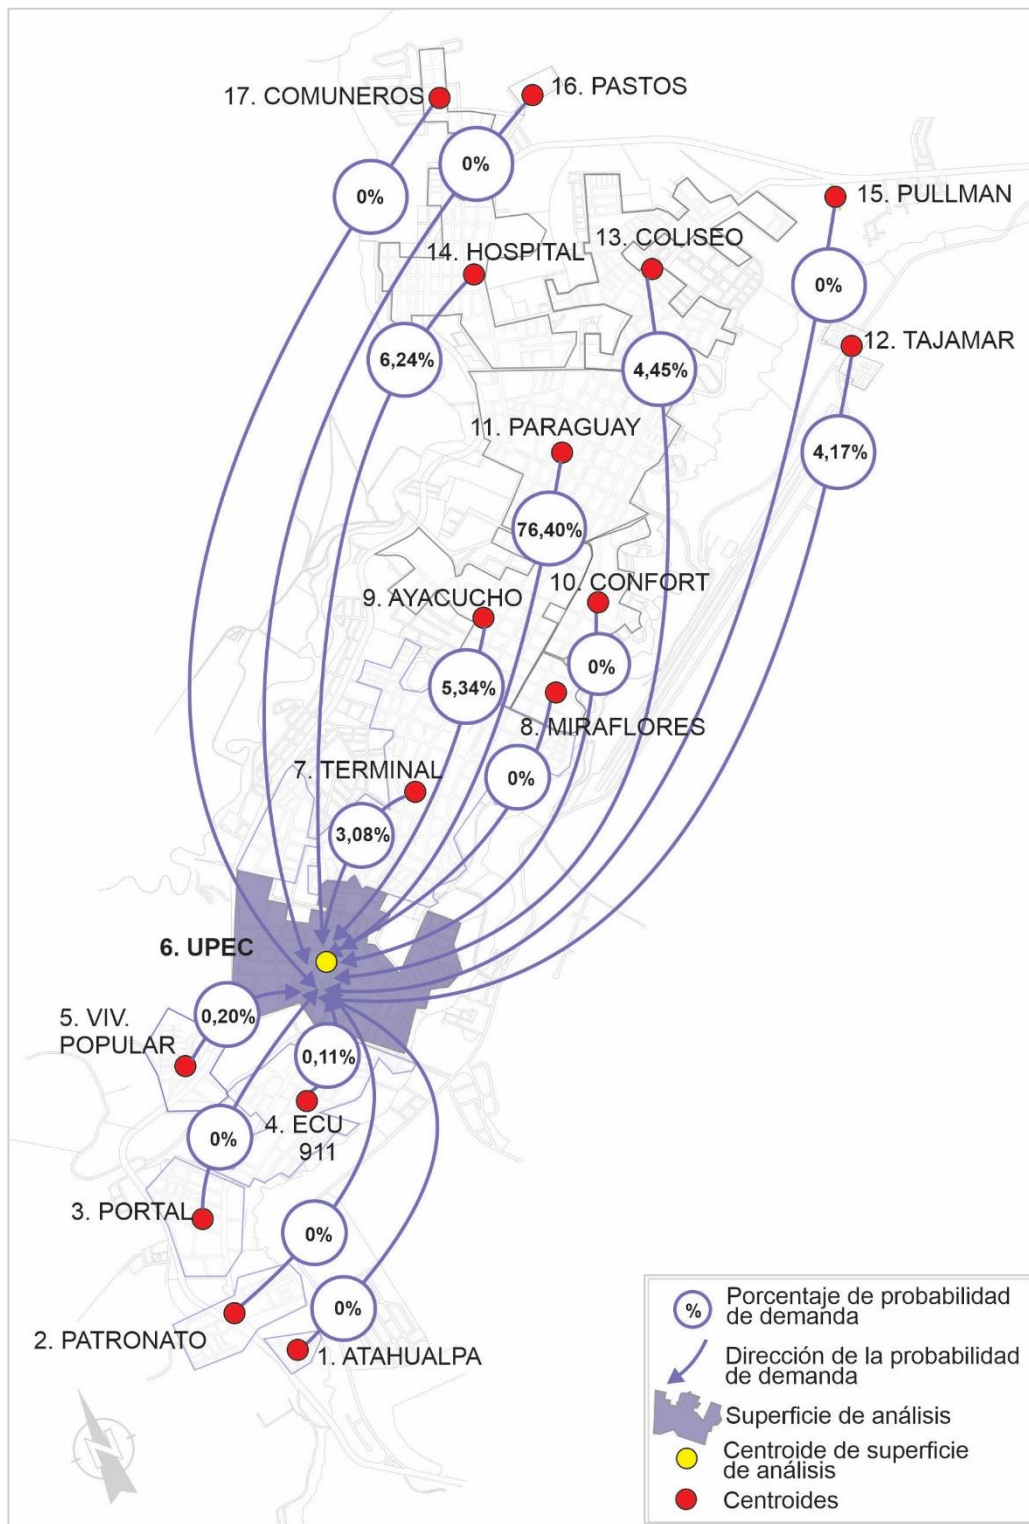 17. COMUNEROS
16. PASTOS
0%
0%
15. PULLMAN
13. COLISEO
14. HOSPITAL
0%
12. TAJAMAR
6,24%
4,45%
11. PARAGUAY
4,17%
76,40%
10. CONFORT
9. AYACUCHO
0%
5,34%
8. MIRAFLORES
7. TERMINAL
0%
3,08%
6. UPEC
0,20%
5. VIV.
POPULAR
0,11%
4. ECU
911
0%
3. PORTAL
0%
0%
2. PATRONATO
1. ATAHUALPA
%
Porcentaje de probabilidad
de demanda
Dirección de la probabilidad
de demanda
Superficie de análisis
Centroide de superficie
de análisis
Centroides